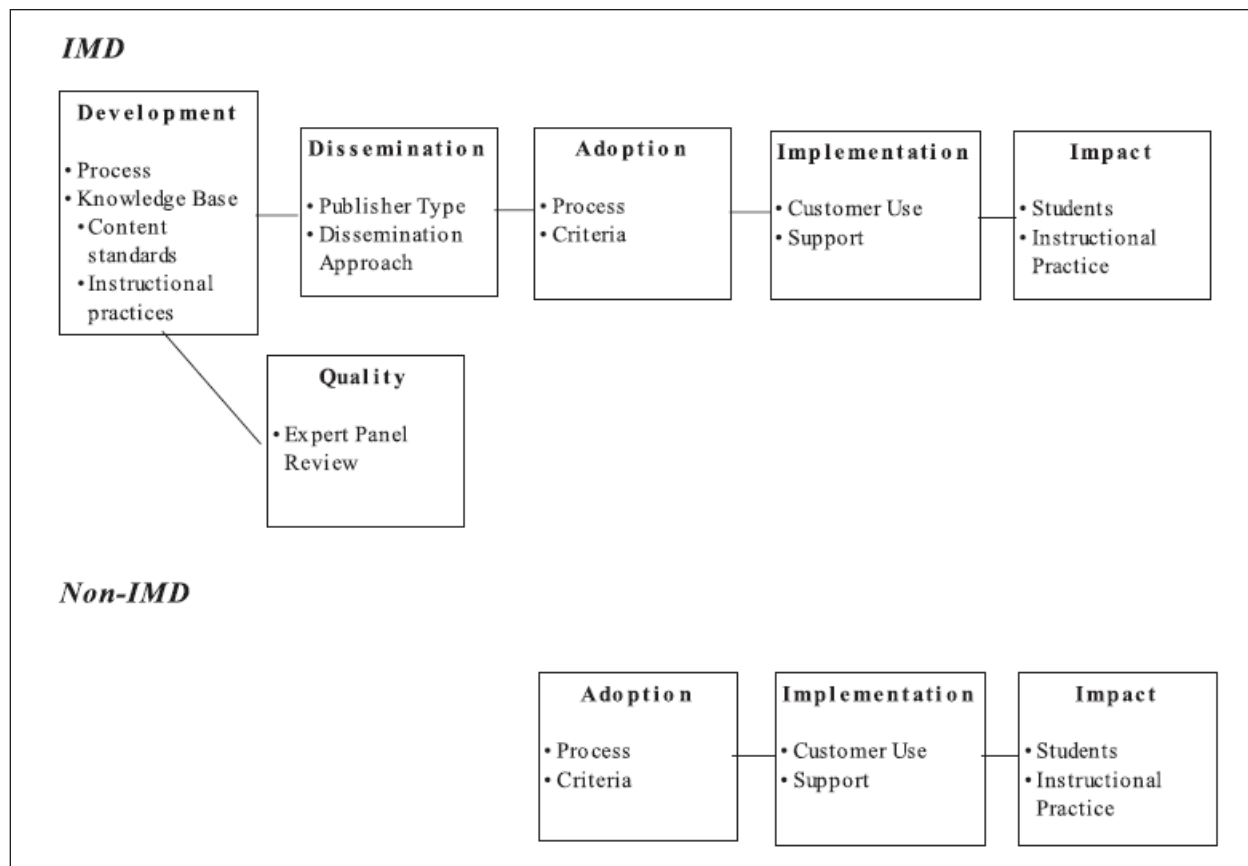 IMD
Development
• Process
• Knowledge Base
• Content
standards
• Instructional
practices
Dissemination
• Publisher Type
• Dissemination
Approach
Adoption
• Process
• Criteria
Implementation
• Customer Use
• Support
Impact
• Students
• Instructional
Practice
Quality
• Expert Panel
Review
Non-IMD
Adoption
• Process
• Criteria
Implementation
• Customer Use
• Support
Impact
• Students
• Instructional
Practice